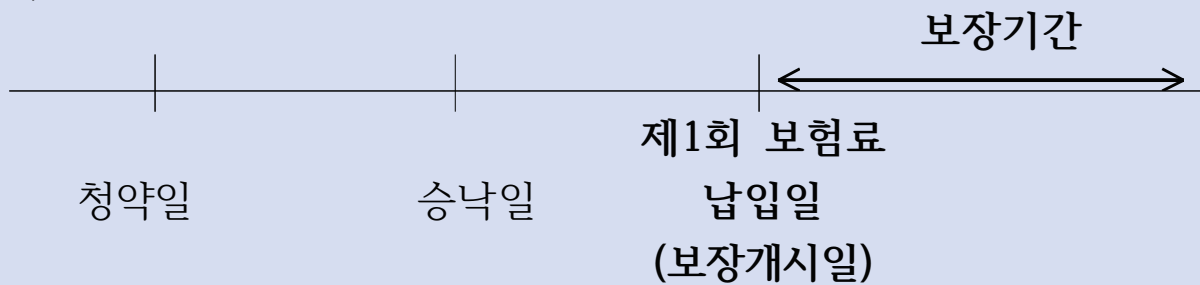 보장기간
청약일
승낙일
제1회 보험료
납입일
(보장개시일)